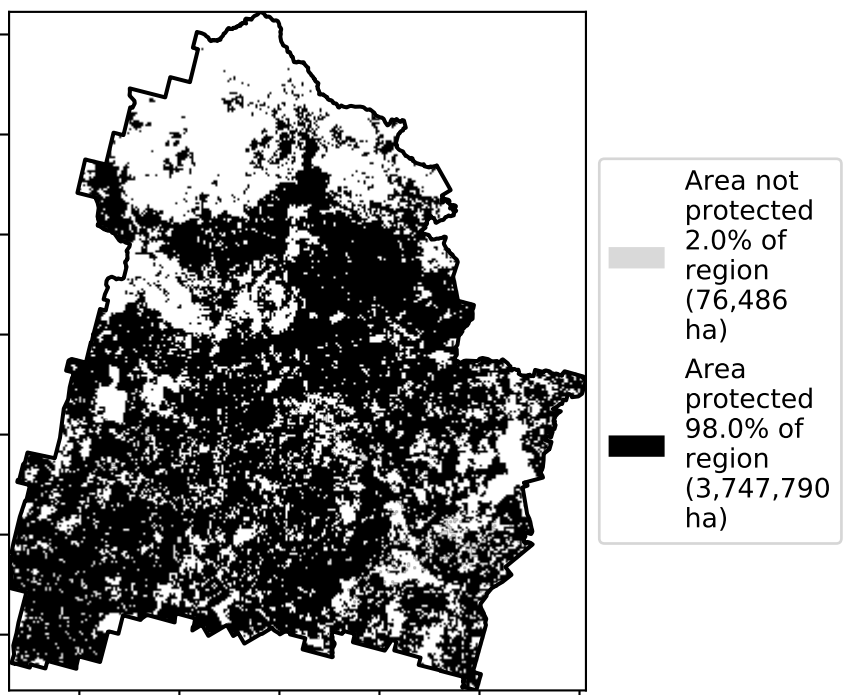 Area not
protected
2.0% of
region
(76,486
ha)
Area
protected
98.0% of
region
(3,747,790
ha)